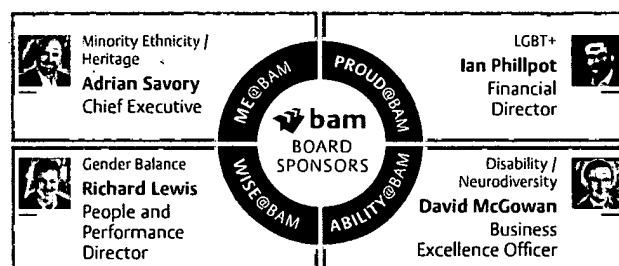 Minority Ethnicity /
Heritage
Adrian Savory
Chief Executive
LGBT+
Ian Phillpot
Financial
Director
ME@BAM
PROUD@BAM
bam
BOARD
SPONSORS
WISE@BAM
ABILITY@BAM
Gender Balance
Richard Lewis
People and
Performance
Director
Disability /
Neurodiversity
David McGowan
Business
Excellence Officer